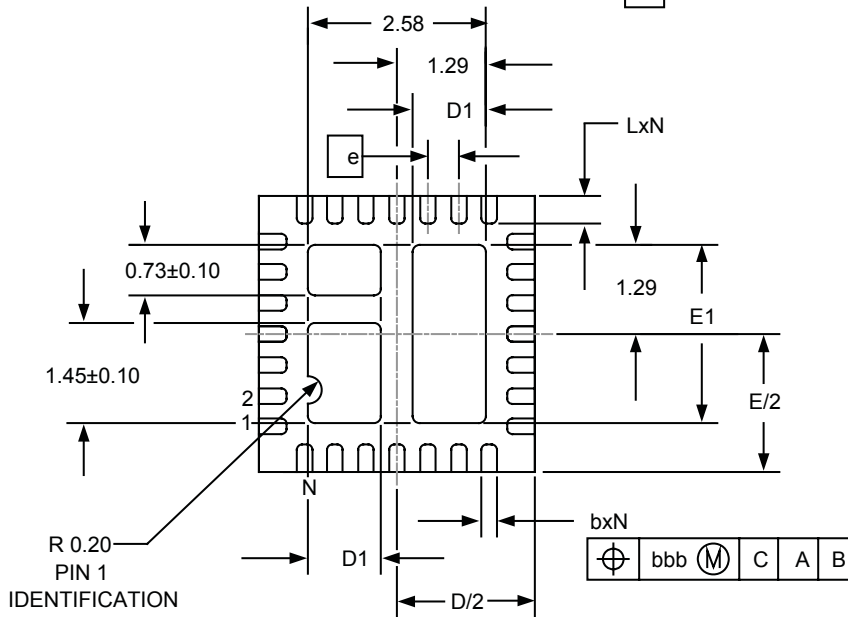 2.58
1.29
D1
LxN
e
0.73±0.10
1.29
E1
1.45±0.10
E/2
2
1
N
bxN
R 0.20
PIN 1
IDENTIFICATION
D1
bbb Ⓜ C A B
D/2